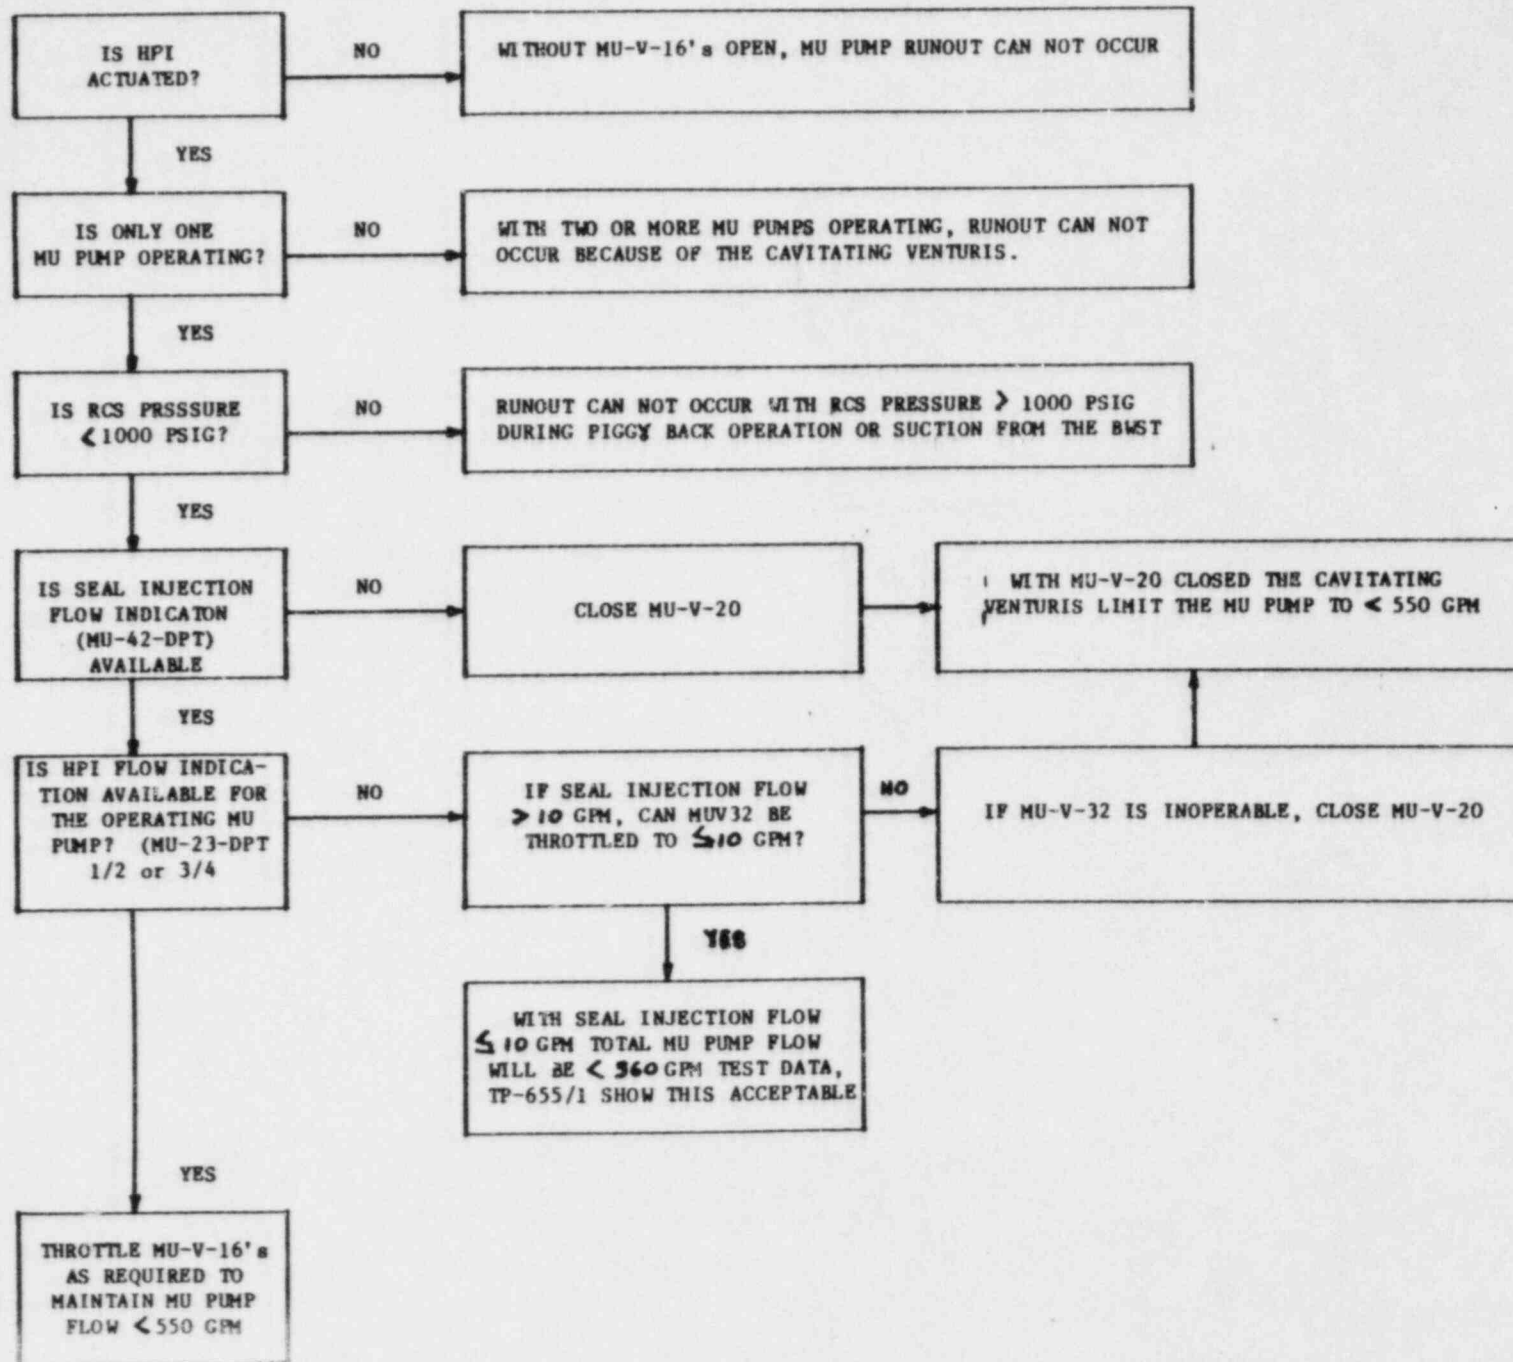 IS HPI
ACTUATED?
NO
WITHOUT MU-V-16's OPEN, MU PUMP RUNOUT CAN NOT OCCUR
YES
IS ONLY ONE
MU PUMP OPERATING?
NO
WITH TWO OR MORE MU PUMPS OPERATING, RUNOUT CAN NOT
OCCUR BECAUSE OF THE CAVITATING VENTURIS.
YES
IS RCS PRSSSURE
< 1000 PSIG?
NO
RUNOUT CAN NOT OCCUR WITH RCS PRESSURE > 1000 PSIG
DURING PIGGY BACK OPERATION OR SUCTION FROM THE BWST
YES
IS SEAL INJECTION
FLOW INDICATON
(MU-42-DPT)
AVAILABLE
NO
CLOSE MU-V-20
WITH MU-V-20 CLOSED THE CAVITATING
VENTURIS LIMIT THE MU PUMP TO < 550 GPM
YES
IS HPI FLOW INDICA-
TION AVAILABLE FOR
THE OPERATING MU
PUMP? (MU-23-DPT
1/2 or 3/4
NO
IF SEAL INJECTION FLOW
> 10 GPM, CAN MUV32 BE
THROTTLED TO ≤10 GPM?
NO
IF MU-V-32 IS INOPERABLE, CLOSE MU-V-20
YES
WITH SEAL INJECTION FLOW
≤ 10 GPM TOTAL MU PUMP FLOW
WILL BE < 560 GPM TEST DATA,
TP-655/1 SHOW THIS ACCEPTABLE
YES
THROTTLE MU-V-16's
AS REQUIRED TO
MAINTAIN MU PUMP
FLOW < 550 GPM